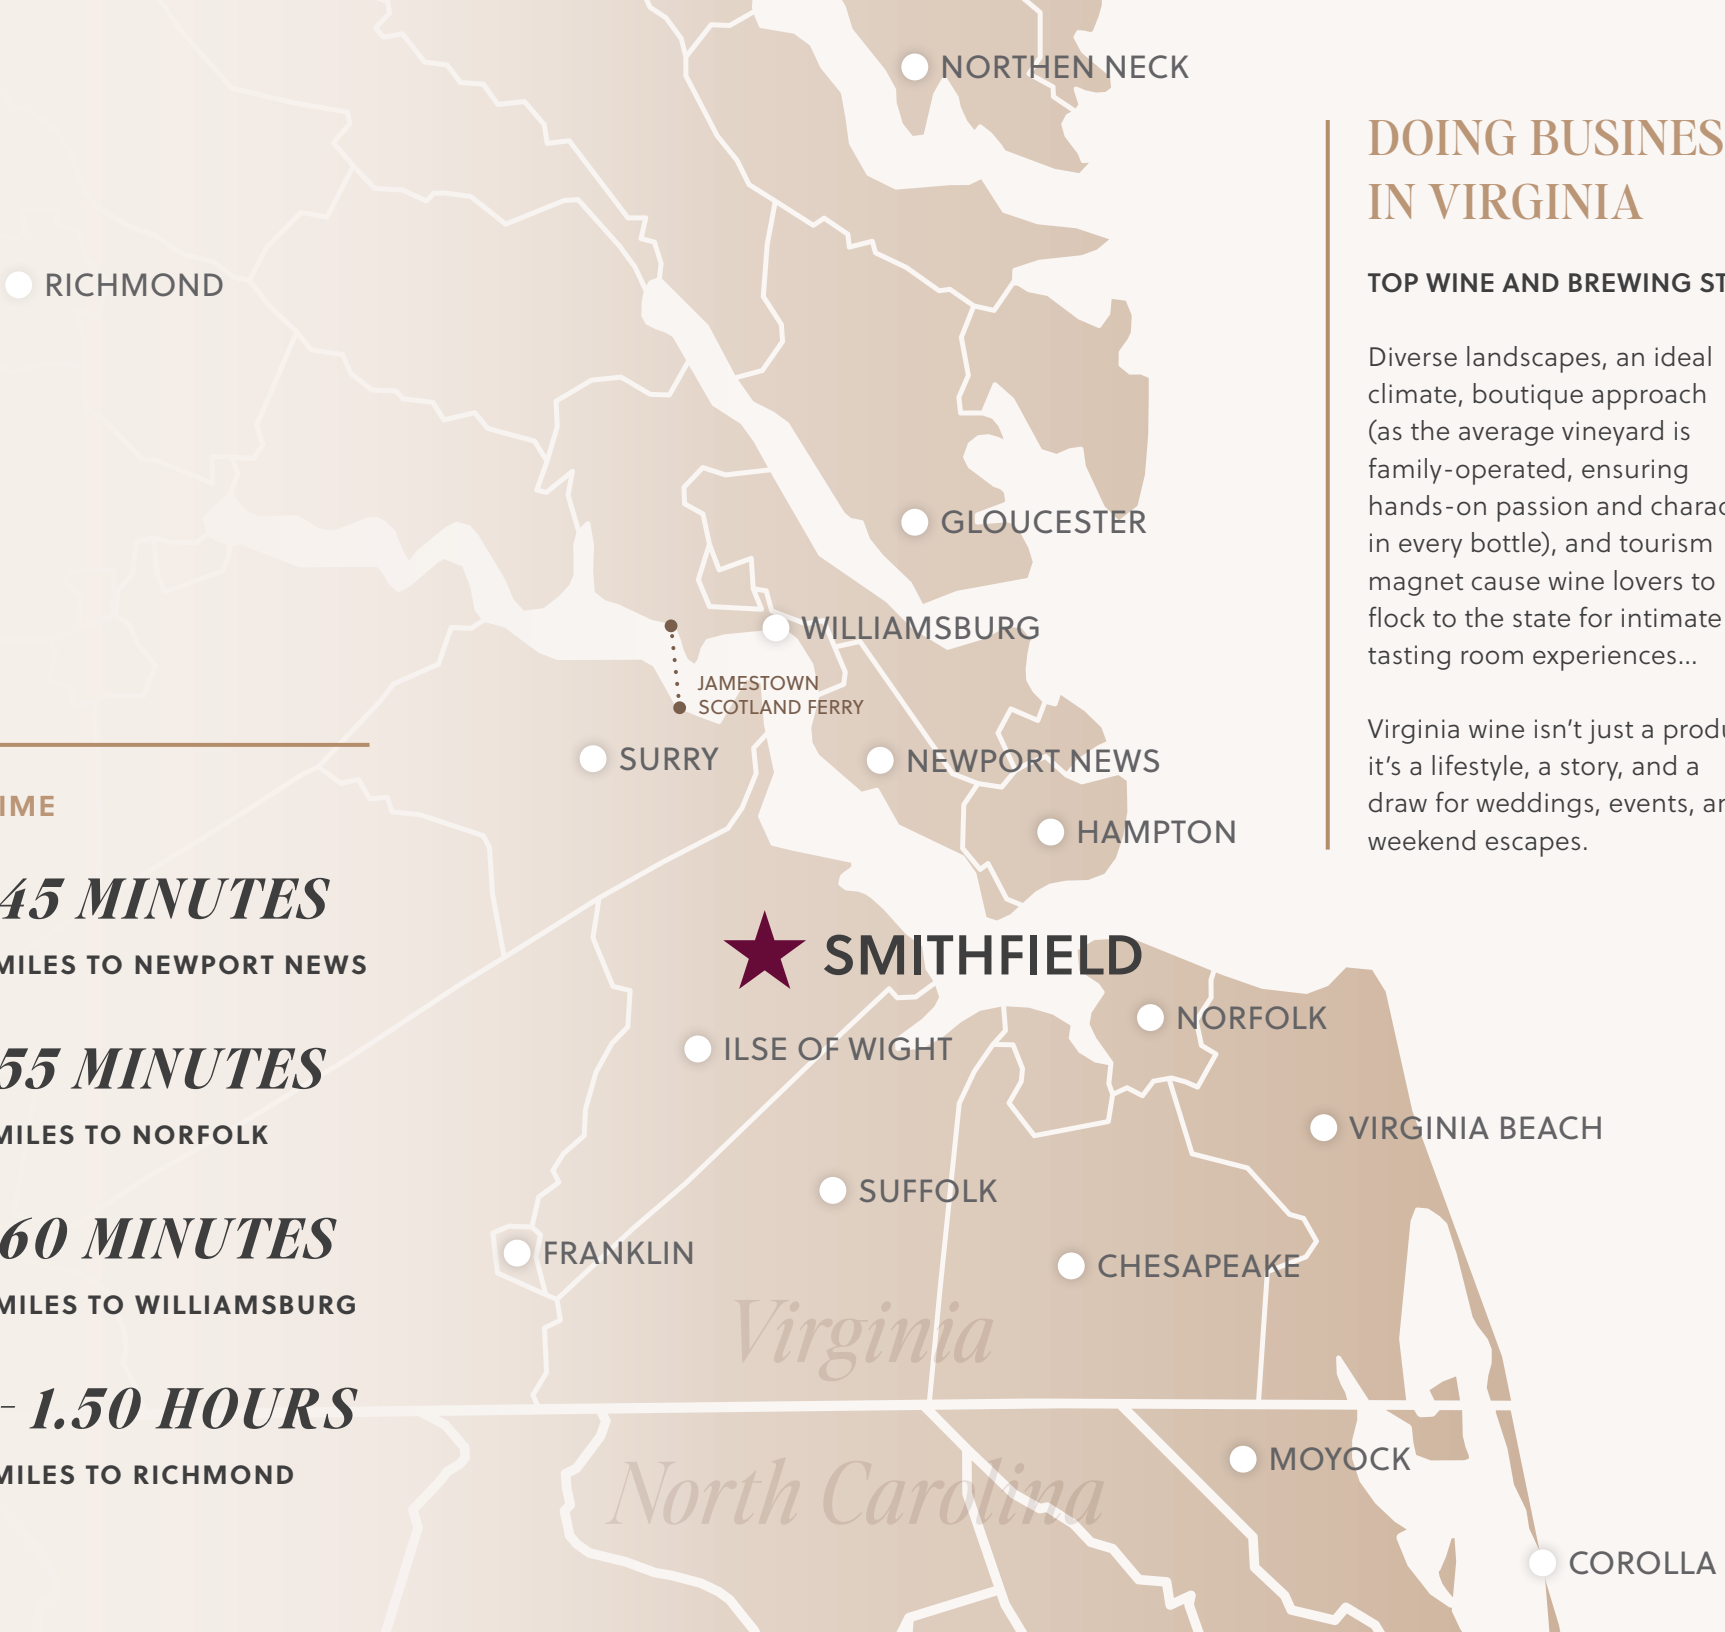 NORTHEN NECK
RICHMOND
GLOUCESTER
WILLIAMSBURG
JAMESTOWN
SCOTLAND FERRY
SURRY
NEWPORT NEWS
HAMPTON
SMITHFIELD
NORFOLK
ILSE OF WIGHT
VIRGINIA BEACH
SUFFOLK
FRANKLIN
CHESAPEAKE
Virginia
North Carolina
MOYOCK
COROLLA
45 MINUTES
MILES TO NEWPORT NEWS
55 MINUTES
MILES TO NORFOLK
60 MINUTES
MILES TO WILLIAMSBURG
- 1.50 HOURS
MILES TO RICHMOND
DOING BUSINES
IN VIRGINIA
TOP WINE AND BREWING
Diverse landscapes, an ideal
climate, boutique approach
(as the average vineyard is
family-operated, ensuring
hands-on passion and
in every bottle), and tourism
magnet cause wine lovers to
flock to the state for intimate
tasting room experiences...
Virginia wine isn't just a
it's a lifestyle, a story, and a
draw for weddings, events,
weekend escapes.